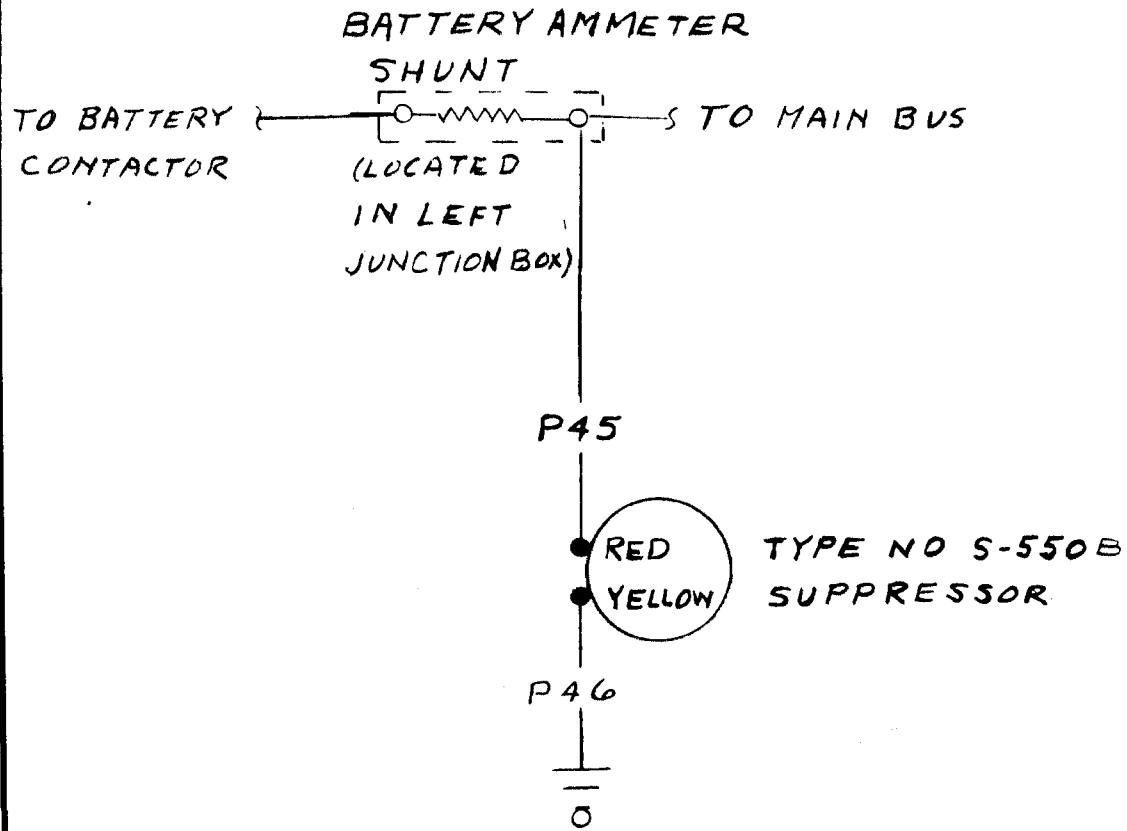 BATTERY AMMETER
SHUNT
TO BATTERY
CONTACTOR
TO MAIN BUS
(LOCATED
IN LEFT
JUNCTION BOX)
P45
RED
YELLOW
TYPE NO S-550B
SUPPRESSOR
P46